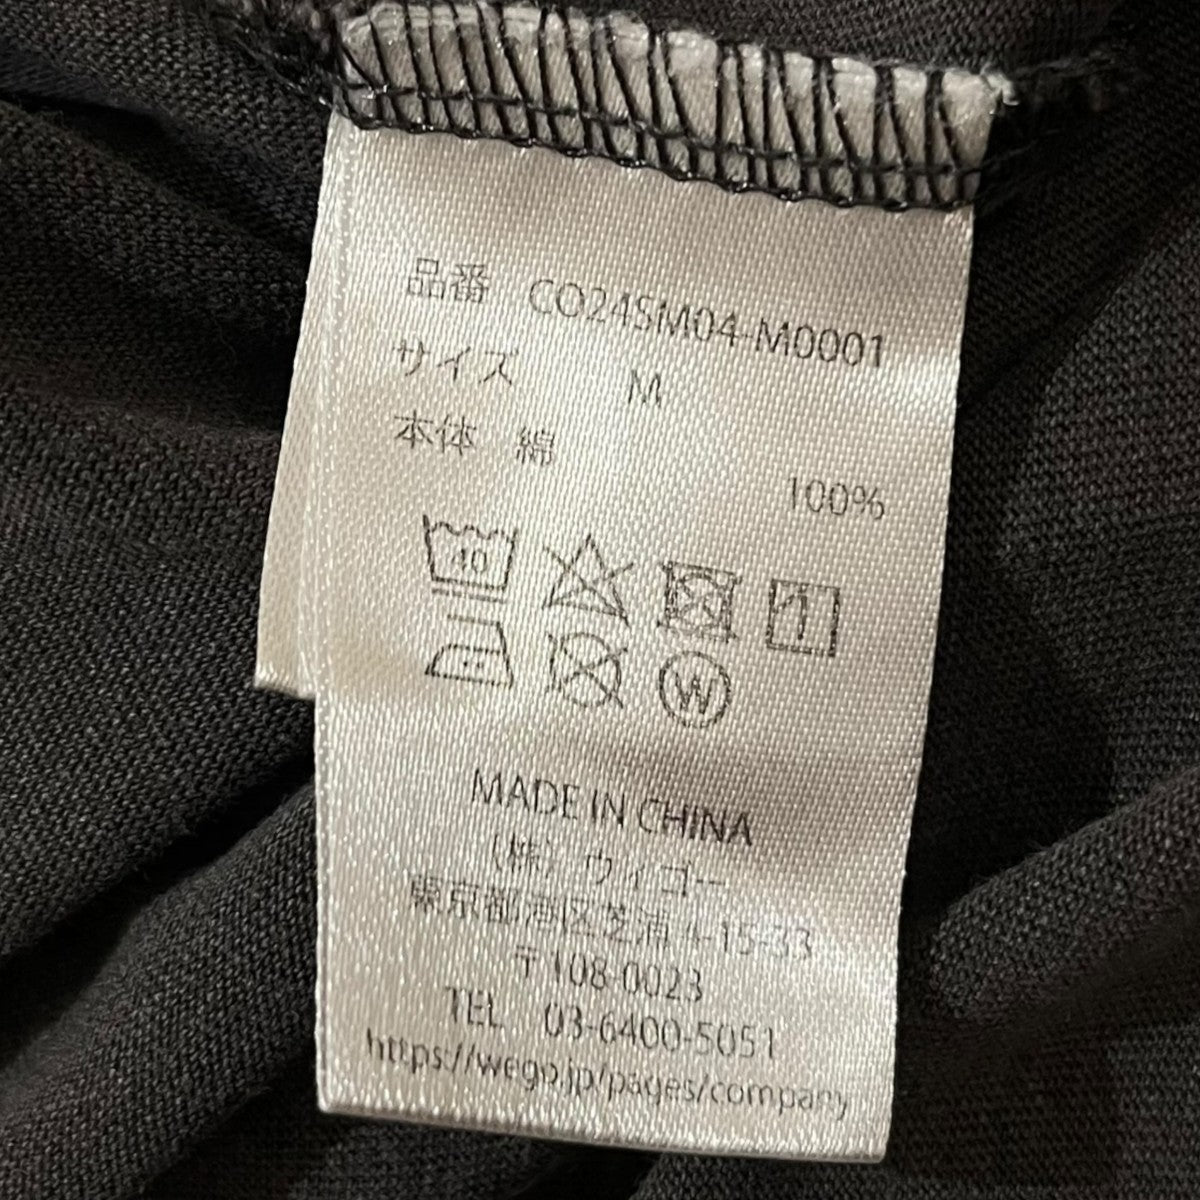 品番 CO24SM04-M0001
サイズ M
本体 綿 100%
40
1
W
MADE IN CHINA
(株) ウィゴー
東京都港区芝浦 4-15-33
〒108-0023
TEL 03-6400-5051
https://wego.jp/pages/company